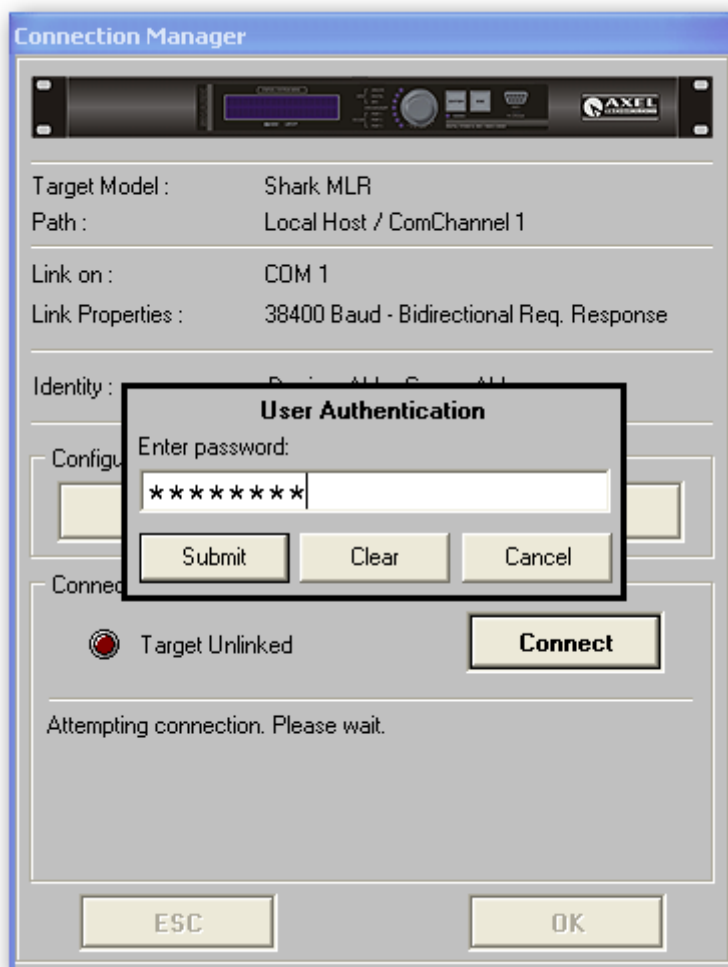 Connection Manager
AXEL
Target Model : Shark MLR
Path : Local Host / ComChannel 1
Link on : COM 1
Link Properties : 38400 Baud - Bidirectional Req. Response
Identity :
User Authentication
Enter password:
********
Submit Clear Cancel
Target Unlinked Connect
Attempting connection. Please wait.
ESC OK